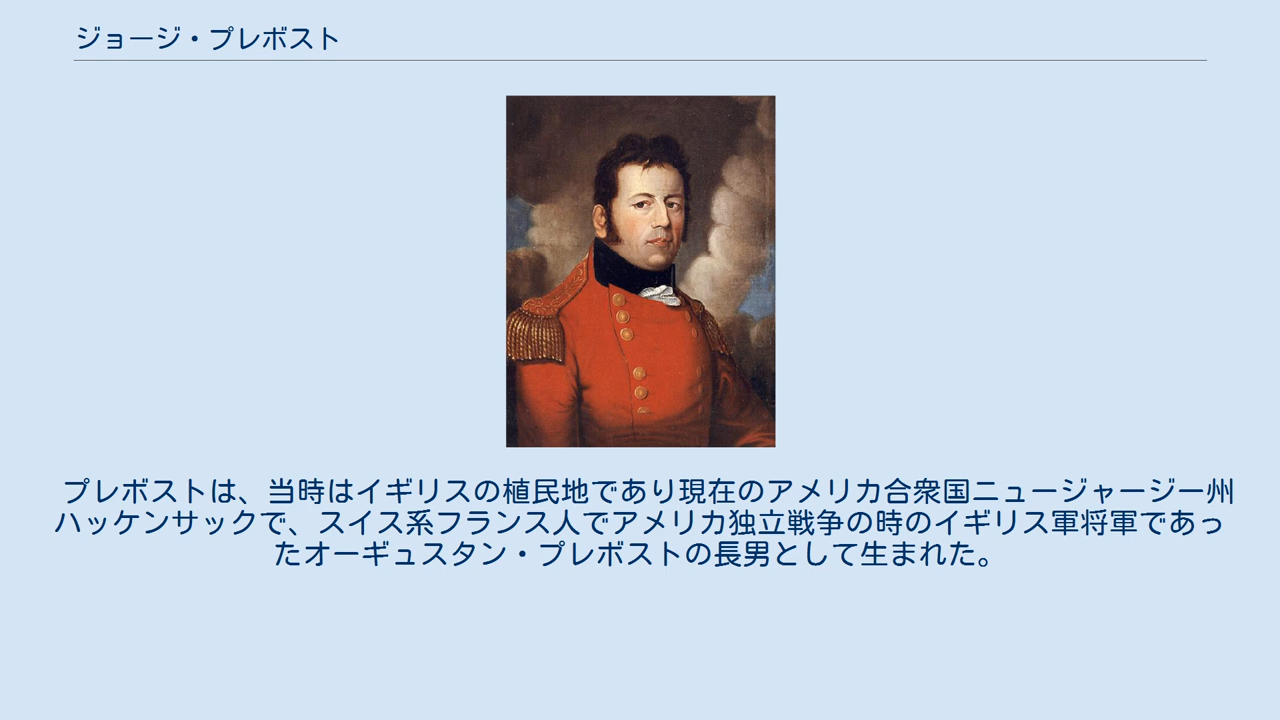 ジョージ・プレボスト
プレボストは、当時はイギリスの植民地であり現在のアメリカ合衆国ニュージャージー州
ハッケンサックで、スイス系フランス人でアメリカ独立戦争の時のイギリス軍将軍であっ
たオーギュスタン・プレボストの長男として生まれた。